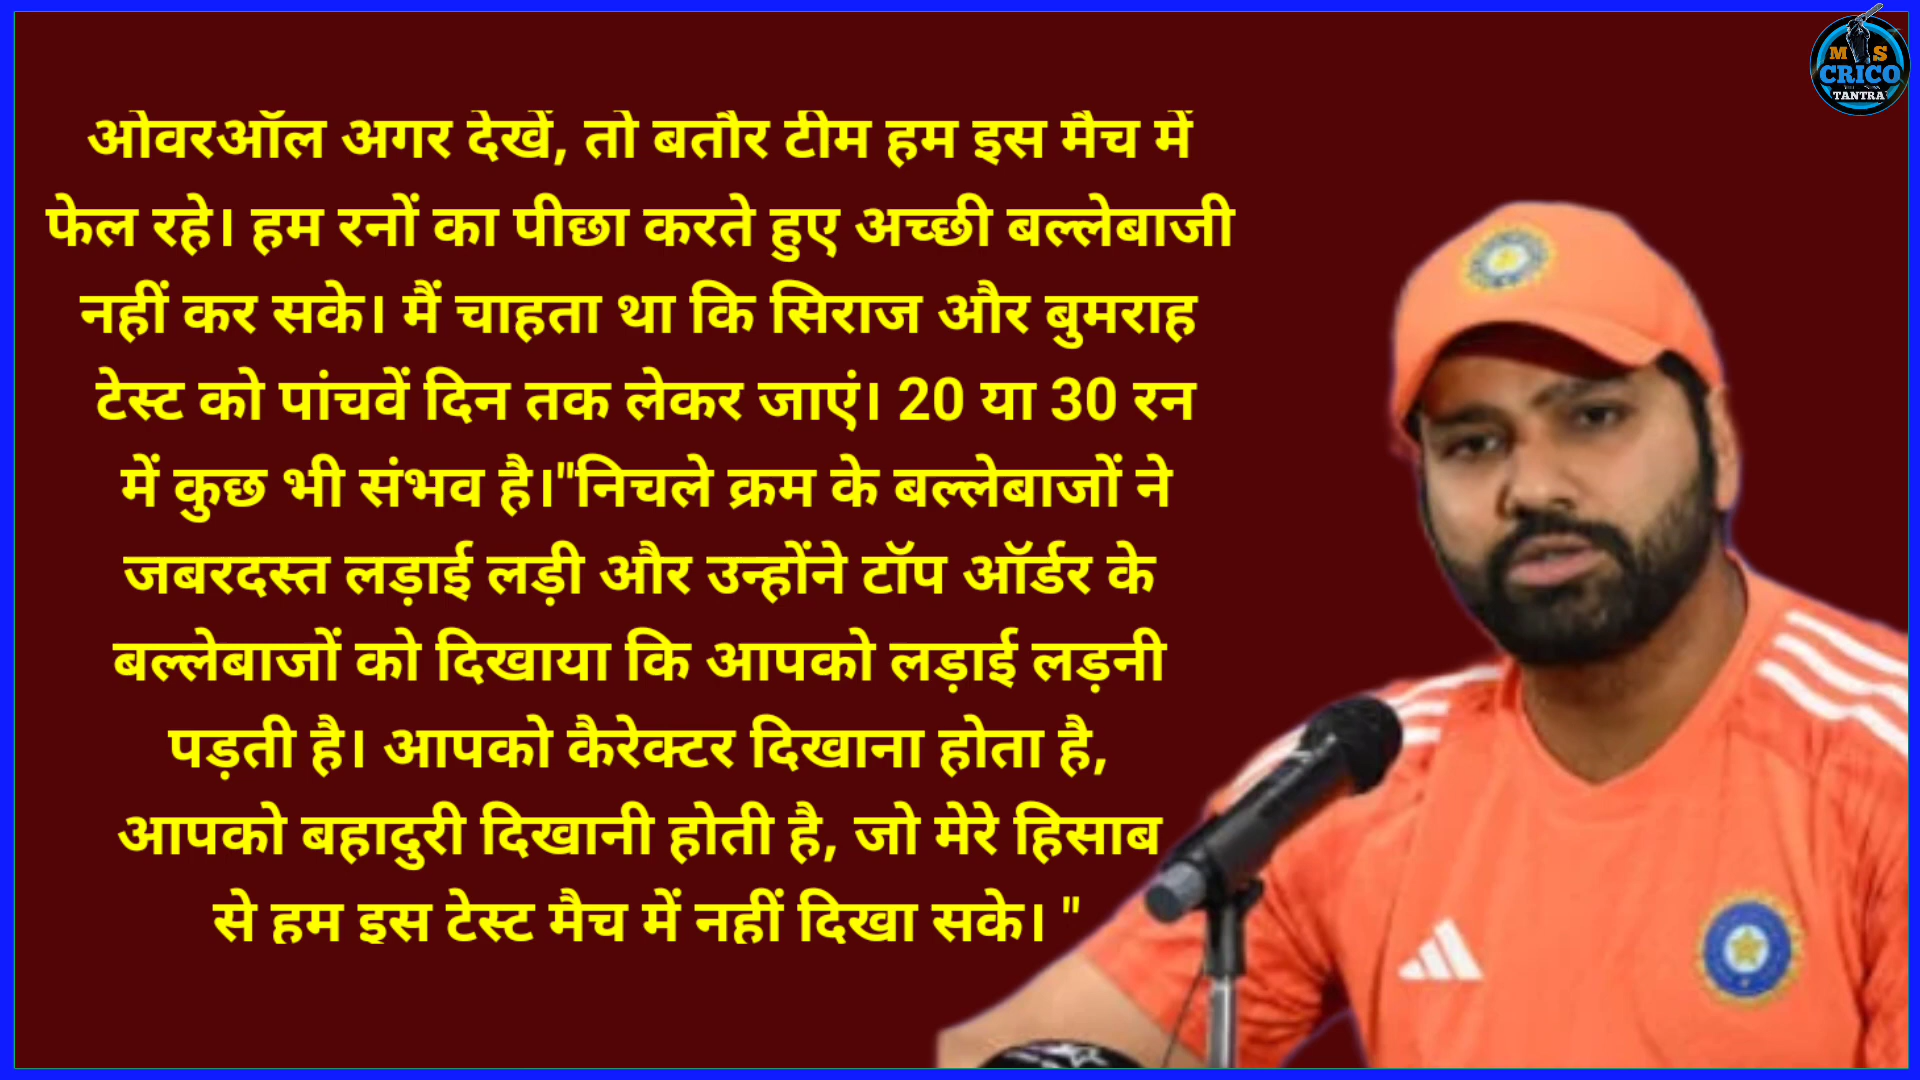 ओवरऑल अगर देखें, तो बतौर टीम हम इस मैच में
फेल रहे। हम रनों का पीछा करते हुए अच्छी बल्लेबाजी
नहीं कर सके। मैं चाहता था कि सिराज और बुमराह
टेस्ट को पांचवें दिन तक लेकर जाएं। 20 या 30 रन
में कुछ भी संभव है।"निचले क्रम के बल्लेबाजों ने
जबरदस्त लड़ाई लड़ी और उन्होंने टॉप ऑर्डर के
बल्लेबाजों को दिखाया कि आपको लड़ाई लड़नी
पड़ती है। आपको कैरेक्टर दिखाना होता है,
आपको बहादुरी दिखानी होती है, जो मेरे हिसाब
से हम इस टेस्ट मैच में नहीं दिखा सके। "
M S
CRICO
TANTRA